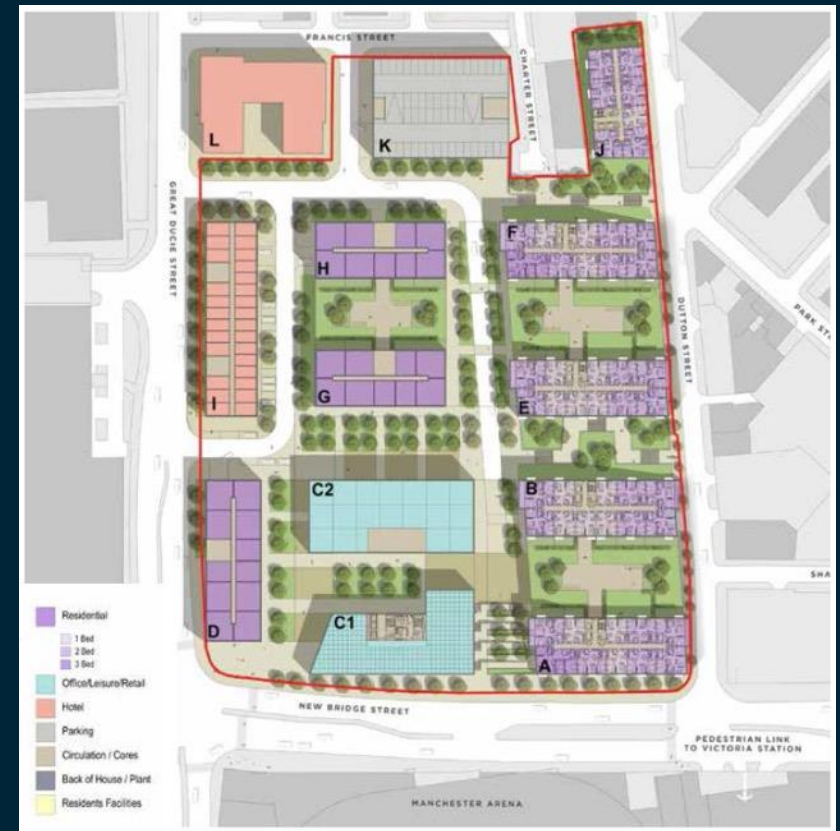 FRANCIS STREET
CHARTER STREET
L
K
J
GREAT DUCIE STREET
H
F
DUTTON STREET
PARK
G
E
I
C2
B
D
C1
A
SHA
NEW BRIDGE STREET
PEDESTRIAN LINK
TO VICTORIA STATION
MANCHESTER ARENA
Residential
1 Bed
2 Bed
3 Bed
Office/Leisure/Retail
Hotel
Parking
Circulation / Cores
Back of House / Plant
Residents Facilities